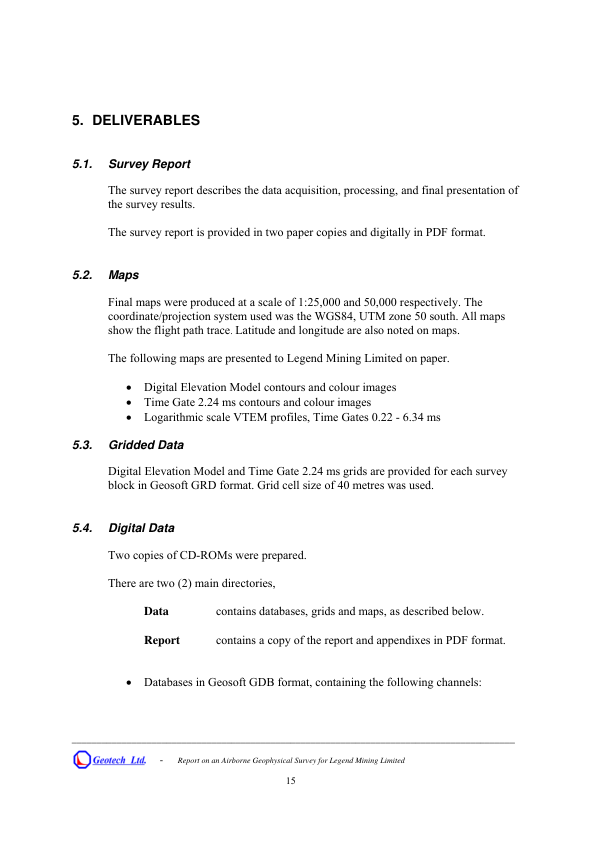 5. DELIVERABLES
5.1. Survey Report
The survey report describes the data acquisition, processing, and final presentation of
the survey results.
The survey report is provided in two paper copies and digitally in PDF format.
5.2. Maps
Final maps were produced at a scale of 1:25,000 and 50,000 respectively. The
coordinate/projection system used was the WGS84, UTM zone 50 south. All maps
show the flight path trace. Latitude and longitude are also noted on maps.
The following maps are presented to Legend Mining Limited on paper.
• Digital Elevation Model contours and colour images
• Time Gate 2.24 ms contours and colour images
• Logarithmic scale VTEM profiles, Time Gates 0.22 - 6.34 ms
5.3. Gridded Data
Digital Elevation Model and Time Gate 2.24 ms grids are provided for each survey
block in Geosoft GRD format. Grid cell size of 40 metres was used.
5.4. Digital Data
Two copies of CD-ROMs were prepared.
There are two (2) main directories,
Data contains databases, grids and maps, as described below.
Report contains a copy of the report and appendixes in PDF format.
• Databases in Geosoft GDB format, containing the following channels:
Geotech Ltd. - Report on an Airborne Geophysical Survey for Legend Mining Limited
15